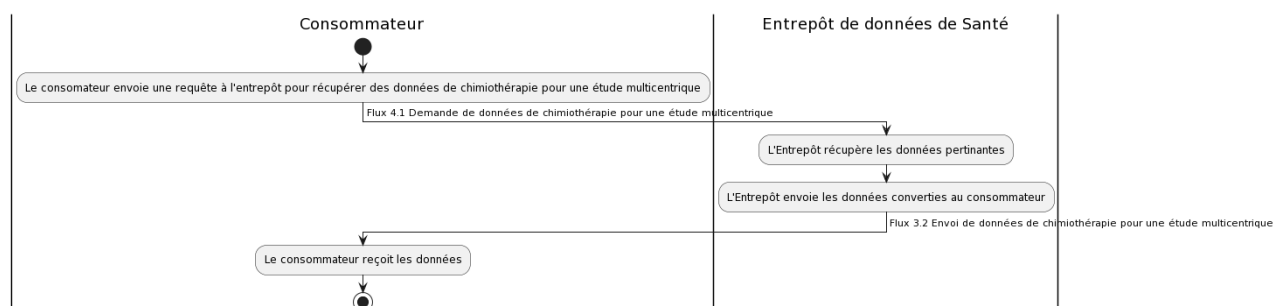 Consommateur
Entrepôt de données de Santé
Le consomateur envoie une requête à l'entrepôt pour récupérer des données de chimiothérapie pour une étude multicentrique
Flux 4.1 Demande de données de chimiothérapie pour une étude multicentrique
L'Entrepôt récupère les données pertinantes
L'Entrepôt envoie les données converties au consommateur
Flux 3.2 Envoi de données de chimiothérapie pour une étude multicentrique
Le consommateur reçoit les données